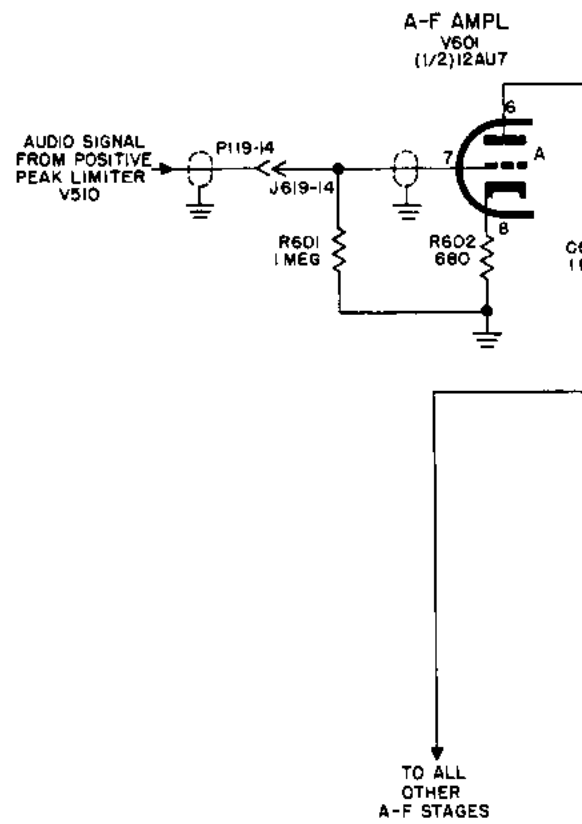 A-F AMPL
V601
(1/2)12AU7
6
AUDIO SIGNAL
FROM POSITIVE
PEAK LIMITER
V510
P119-14
J619-14
7
A
8
R601
1 MEG
R602
680
TO ALL
OTHER
A-F STAGES